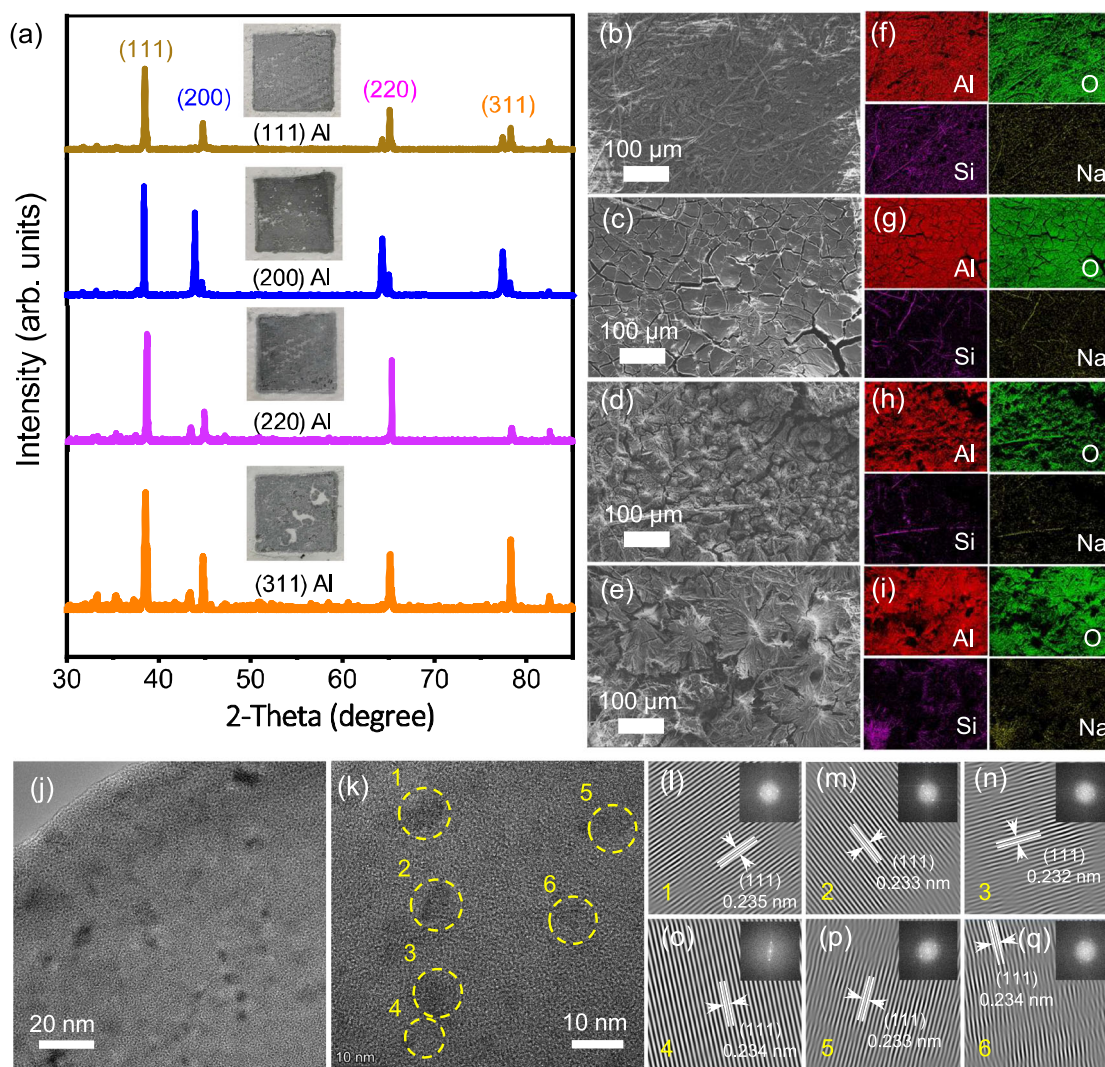 (a)
(111)
(200)
(220)
(311)
(111) Al
(200) Al
(220) Al
(311) Al
Intensity (arb. units)
30 40 50 60 70 80
2-Theta (degree)
(b)
100 μm
(c)
100 μm
(d)
100 μm
(e)
100 μm
(f)
Al
O
Si
Na
(g)
Al
O
Si
Na
(h)
Al
O
Si
Na
(i)
Al
O
Si
Na
(j)
20 nm
(k)
1
2
3
4
5
6
10 nm
10 nm
(l)
(111)
0.235 nm
1
(m)
(111)
0.233 nm
2
(n)
(111)
0.232 nm
3
(o)
(111)
0.234 nm
4
(p)
(111)
0.233 nm
5
(q)
(111)
0.234 nm
6